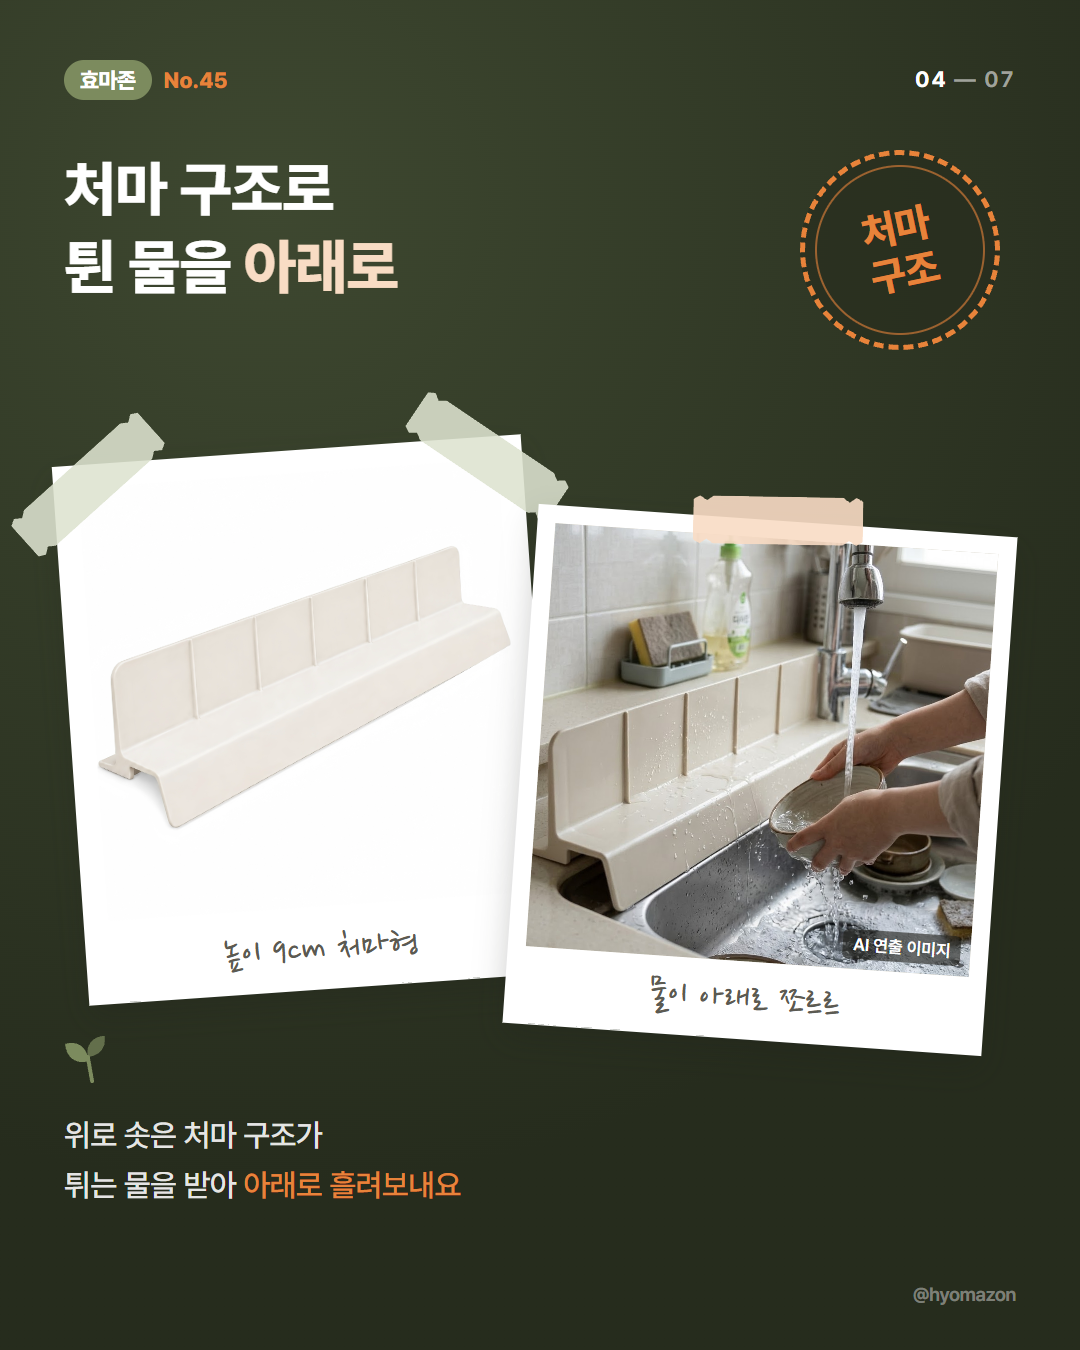 효마존 No.45
04 — 07
처마 구조로
튄 물을 아래로
처마
구조
높이 9cm 처마형
AI 연출 이미지
물이 아래로 쪼르르
위로 솟은 처마 구조가
튀는 물을 받아 아래로 흘려보내요
@hyomazon